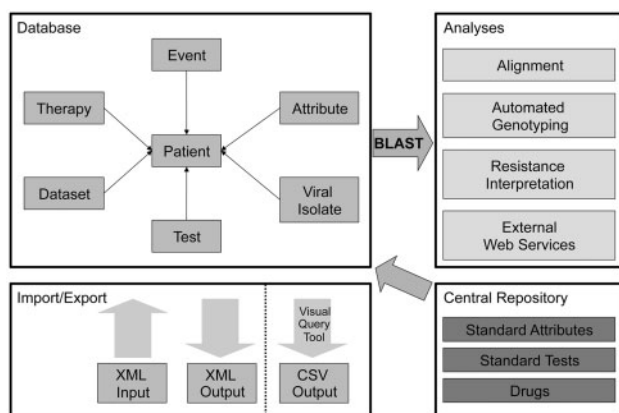 Database
Event
Therapy
Attribute
Patient
Dataset
Viral
Isolate
Test
BLAST
Analyses
Alignment
Automated
Genotyping
Resistance
Interpretation
External
Web Services
Import/Export
Visual
Query
Tool
XML
Input
XML
Output
CSV
Output
Central Repository
Standard Attributes
Standard Tests
Drugs